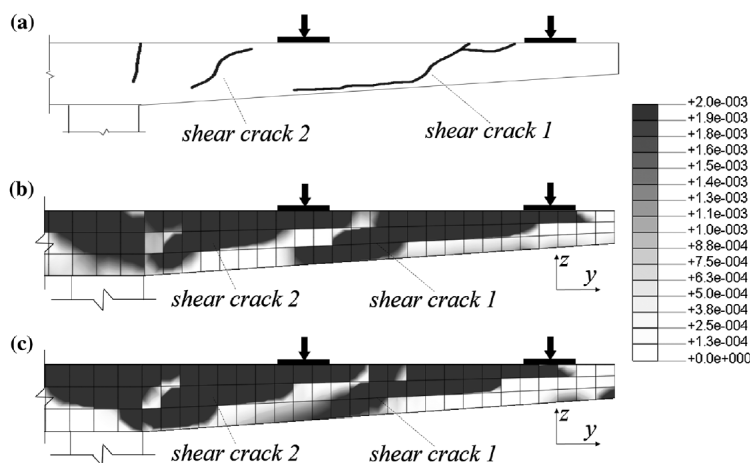 (a)
shear crack 2
shear crack 1
(b)
shear crack 2
shear crack 1
z
y
(c)
shear crack 2
shear crack 1
z
y
+2.0e-003
+1.9e-003
+1.8e-003
+1.6e-003
+1.5e-003
+1.4e-003
+1.3e-003
+1.1e-003
+1.0e-003
+8.8e-004
+7.5e-004
+6.3e-004
+5.0e-004
+3.8e-004
+2.5e-004
+1.3e-004
+0.0e+000